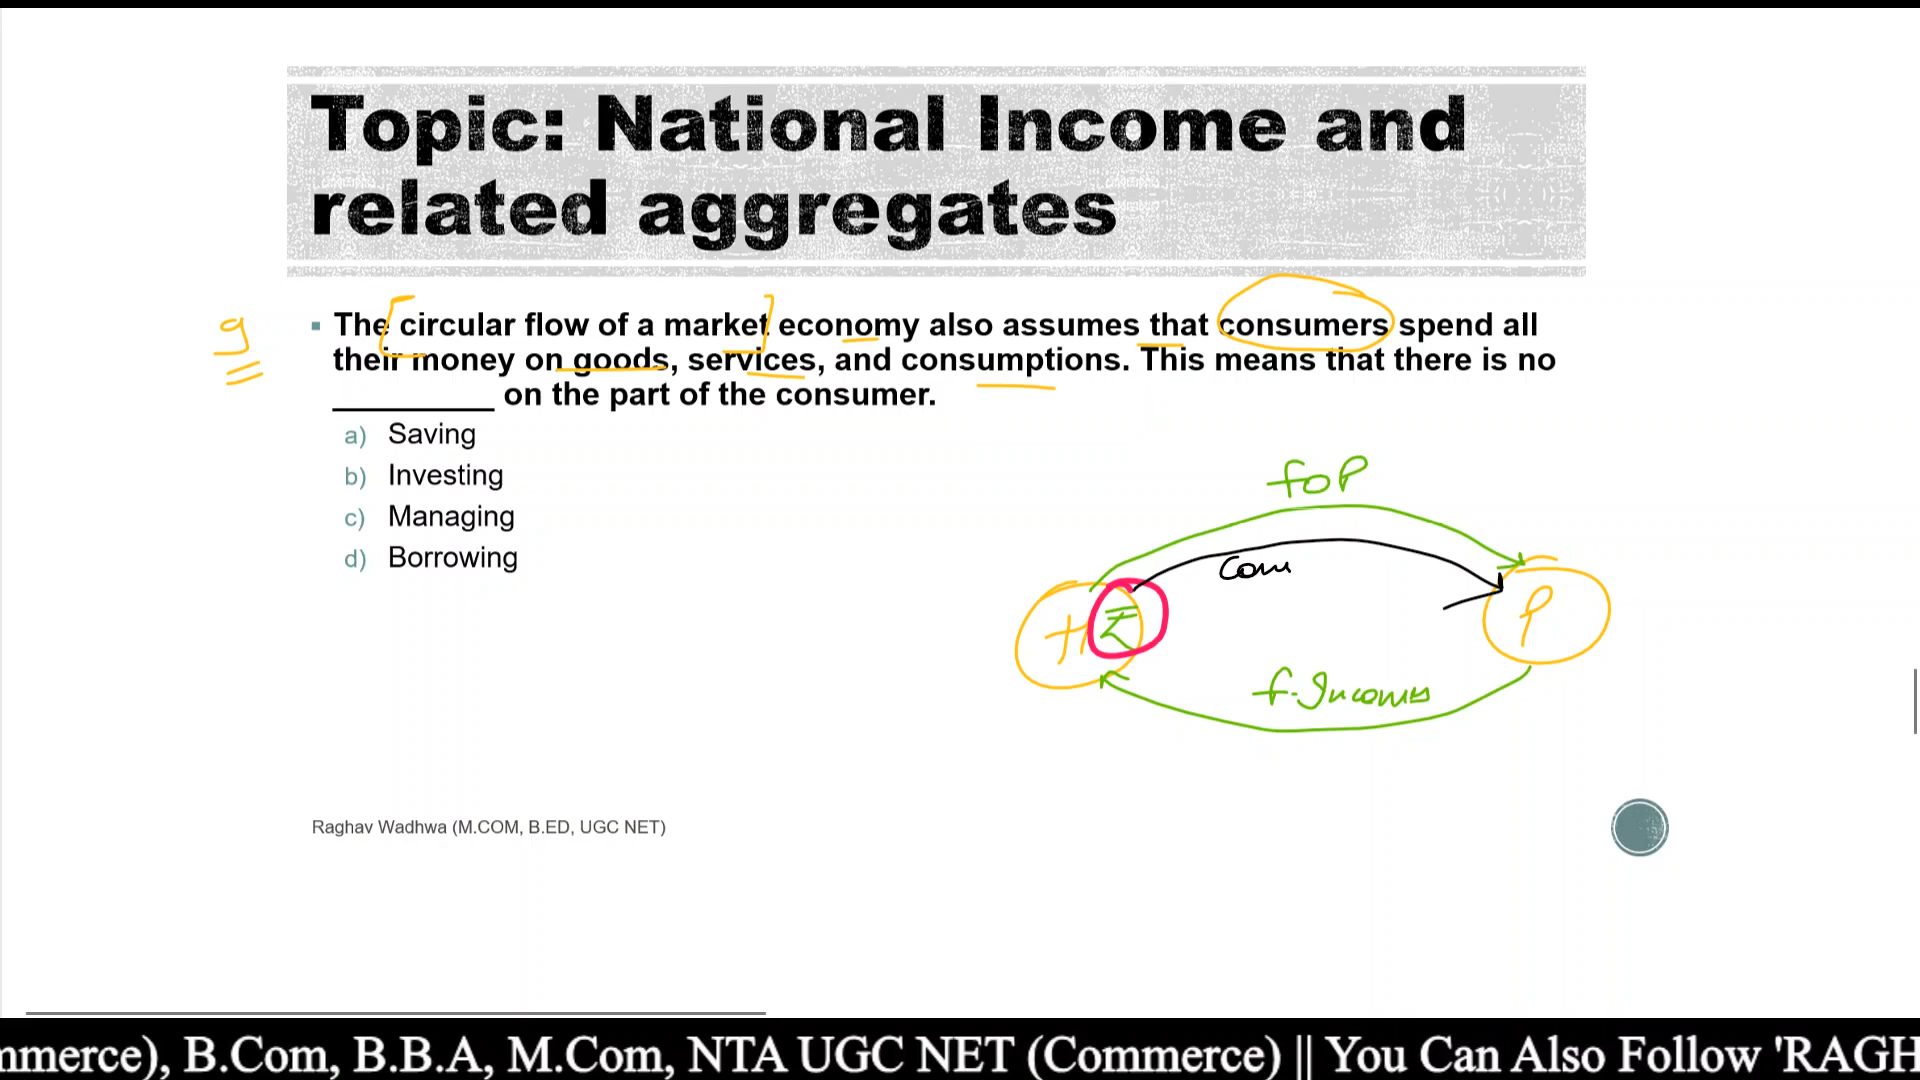 Topic: National Income and
related aggregates
9
The circular flow of a market economy also assumes that consumers spend all
their money on goods, services, and consumptions. This means that there is no
_________ on the part of the consumer.
a) Saving
b) Investing
c) Managing
d) Borrowing
foP
Com
H ₹
P
f. Incomes
Raghav Wadhwa (M.COM, B.ED, UGC NET)
mmerce), B.Com, B.B.A, M.Com, NTA UGC NET (Commerce) || You Can Also Follow 'RAGH